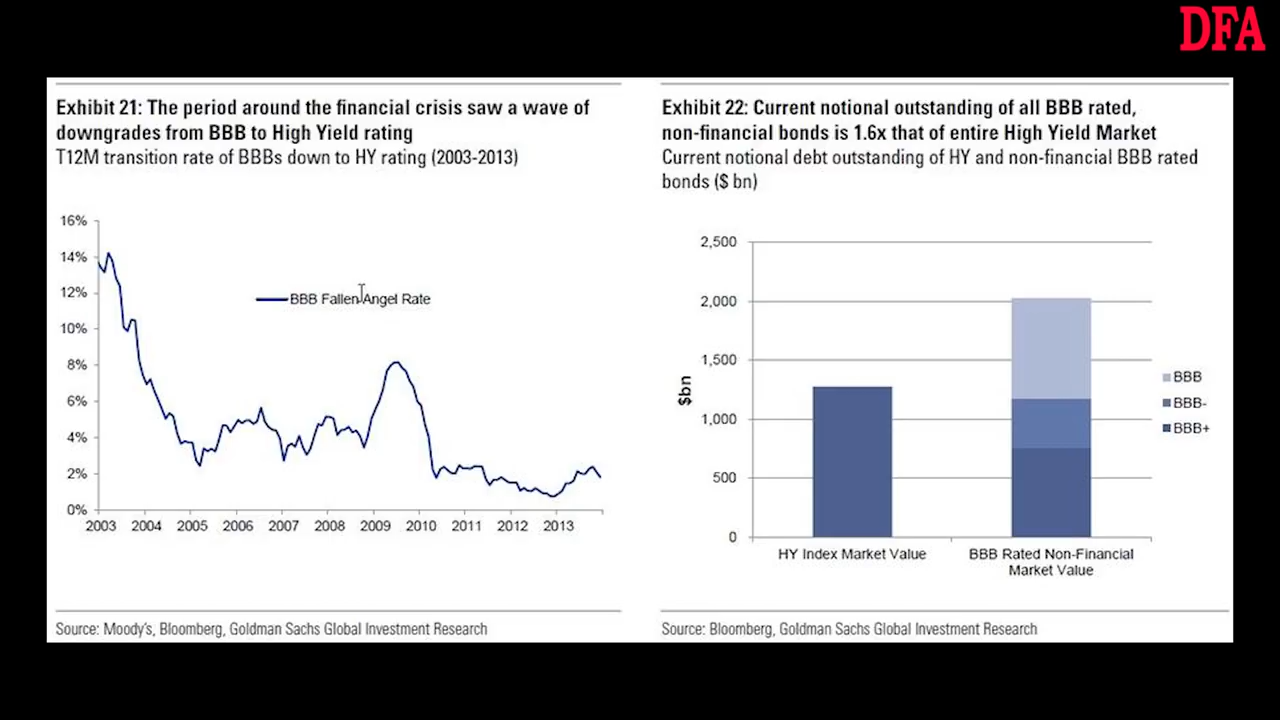 DFA
Exhibit 21: The period around the financial crisis saw a wave of
downgrades from BBB to High Yield rating
T12M transition rate of BBBs down to HY rating (2003-2013)
16%
14%
12%
10%
8%
6%
4%
2%
0%
BBB Fallen Angel Rate
2003 2004 2005 2006 2007 2008 2009 2010 2011 2012 2013
Source: Moody's, Bloomberg, Goldman Sachs Global Investment Research
Exhibit 22: Current notional outstanding of all BBB rated,
non-financial bonds is 1.6x that of entire High Yield Market
Current notional debt outstanding of HY and non-financial BBB rated
bonds ($ bn)
$bn
2,500
2,000
1,500
1,000
500
0
BBB
BBB-
BBB+
HY Index Market Value
BBB Rated Non-Financial
Market Value
Source: Bloomberg, Goldman Sachs Global Investment Research